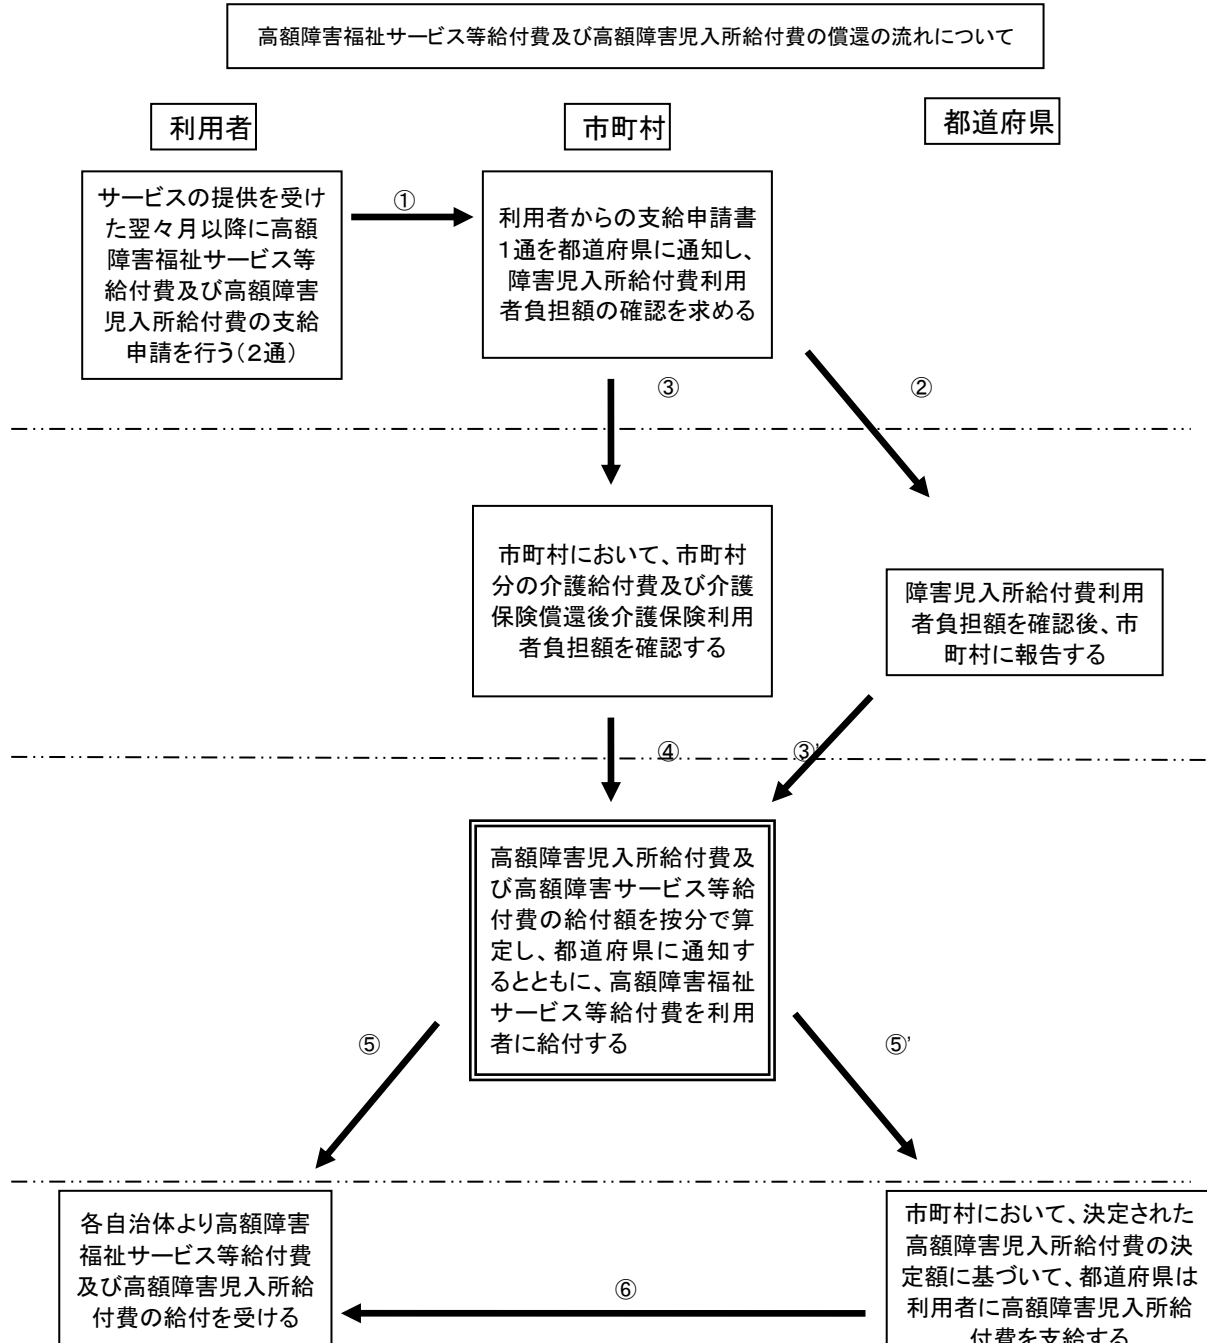 高額障害福祉サービス等給付費及び高額障害児入所給付費の償還の流れについて
利用者
市町村
都道府県
サービスの提供を受け
た翌々月以降に高額
障害福祉サービス等
給付費及び高額障害
児入所給付費の支給
申請を行う(2通)
①
利用者からの支給申請書
1通を都道府県に通知し、
障害児入所給付費利用
者負担額の確認を求める
③
②
市町村において、市町村
分の介護給付費及び介護
保険償還後介護保険利用
者負担額を確認する
障害児入所給付費利用
者負担額を確認後、市
町村に報告する
④
③'
高額障害児入所給付費及
び高額障害サービス等給
付費の給付額を按分で算
定し、都道府県に通知す
るとともに、高額障害福祉
サービス等給付費を利用
者に給付する
⑤
⑤'
各自治体より高額障害
福祉サービス等給付費
及び高額障害児入所給
付費の給付を受ける
⑥
市町村において、決定された
高額障害児入所給付費の決
定額に基づいて、都道府県は
利用者に高額障害児入所給
付費を支給する